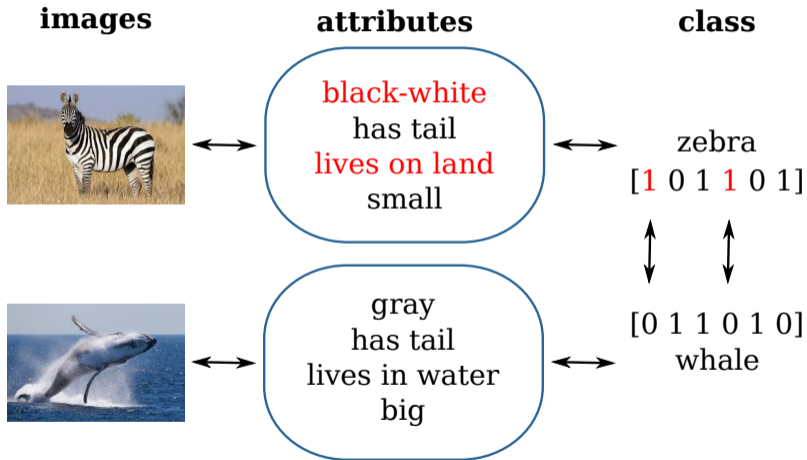 images attributes class
black-white
has tail
lives on land
small
zebra
[1 0 1 1 0 1]
gray
has tail
lives in water
big
[0 1 1 0 1 0]
whale